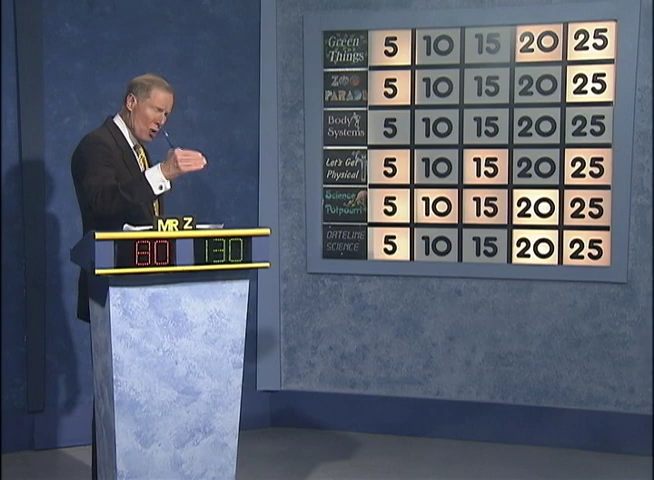 Green Things 5 10 15 20 25
ZOO PARADE 5 10 15 20 25
Body Systems 5 10 15 20 25
Let's Get Physical 5 10 15 20 25
Science Potpourri 5 10 15 20 25
DATELINE SCIENCE 5 10 15 20 25
MR Z
80 130